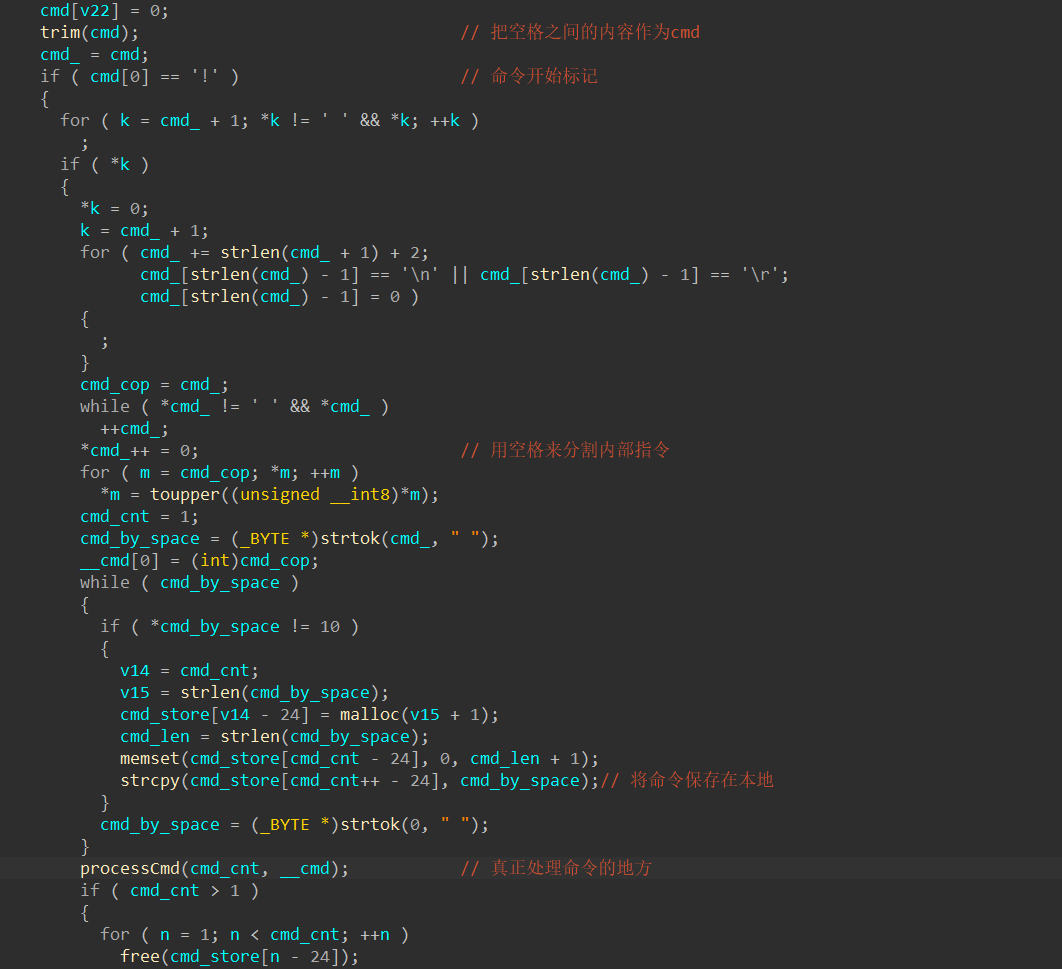 cmd[v22] = 0;
trim(cmd); // 把空格之间的内容作为cmd
cmd_ = cmd;
if ( cmd[0] == '!' ) // 命令开始标记
{
for ( k = cmd_ + 1; *k != ' ' && *k; ++k )
;
if ( *k )
{
*k = 0;
k = cmd_ + 1;
for ( cmd_ += strlen(cmd_ + 1) + 2;
cmd_[strlen(cmd_) - 1] == '\n' || cmd_[strlen(cmd_) - 1] == '\r';
cmd_[strlen(cmd_) - 1] = 0 )
{
;
}
cmd_cop = cmd_;
while ( *cmd_ != ' ' && *cmd_ )
++cmd_;
*cmd_++ = 0; // 用空格来分割内部指令
for ( m = cmd_cop; *m; ++m )
*m = toupper((unsigned __int8)*m);
cmd_cnt = 1;
cmd_by_space = (_BYTE *)strtok(cmd_, " ");
__cmd[0] = (int)cmd_cop;
while ( cmd_by_space )
{
if ( *cmd_by_space != 10 )
{
v14 = cmd_cnt;
v15 = strlen(cmd_by_space);
cmd_store[v14 - 24] = malloc(v15 + 1);
cmd_len = strlen(cmd_by_space);
memset(cmd_store[cmd_cnt - 24], 0, cmd_len + 1);
strcpy(cmd_store[cmd_cnt++ - 24], cmd_by_space);// 将命令保存在本地
}
cmd_by_space = (_BYTE *)strtok(0, " ");
}
processCmd(cmd_cnt, __cmd); // 真正处理命令的地方
if ( cmd_cnt > 1 )
{
for ( n = 1; n < cmd_cnt; ++n )
free(cmd_store[n - 24]);